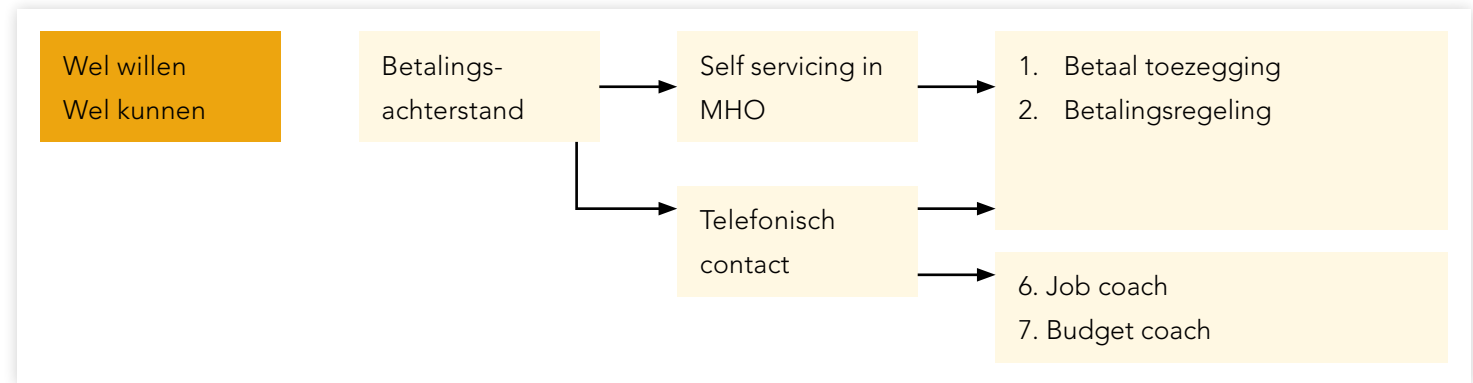 Wel willen
Wel kunnen
Betalings-
achterstand
Self servicing in
MHO
1. Betaal toezegging
2. Betalingsregeling
Telefonisch
contact
6. Job coach
7. Budget coach